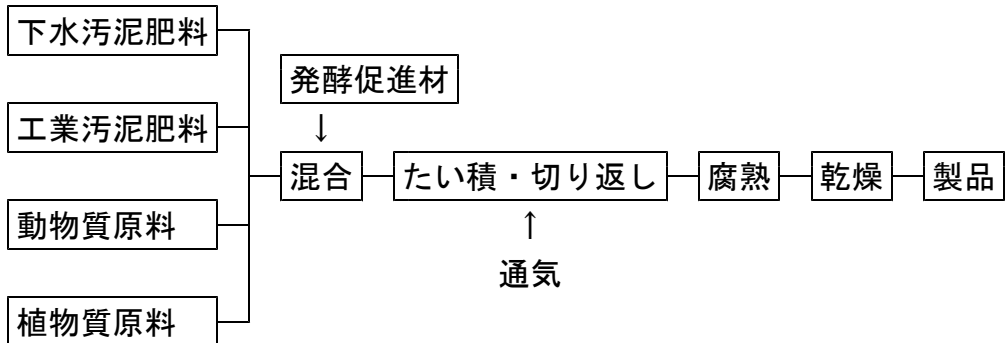 下水汚泥肥料
発酵促進材
工業汚泥肥料
↓
混合
たい積・切り返し
腐熟
乾燥
製品
動物質原料
↑
通気
植物質原料